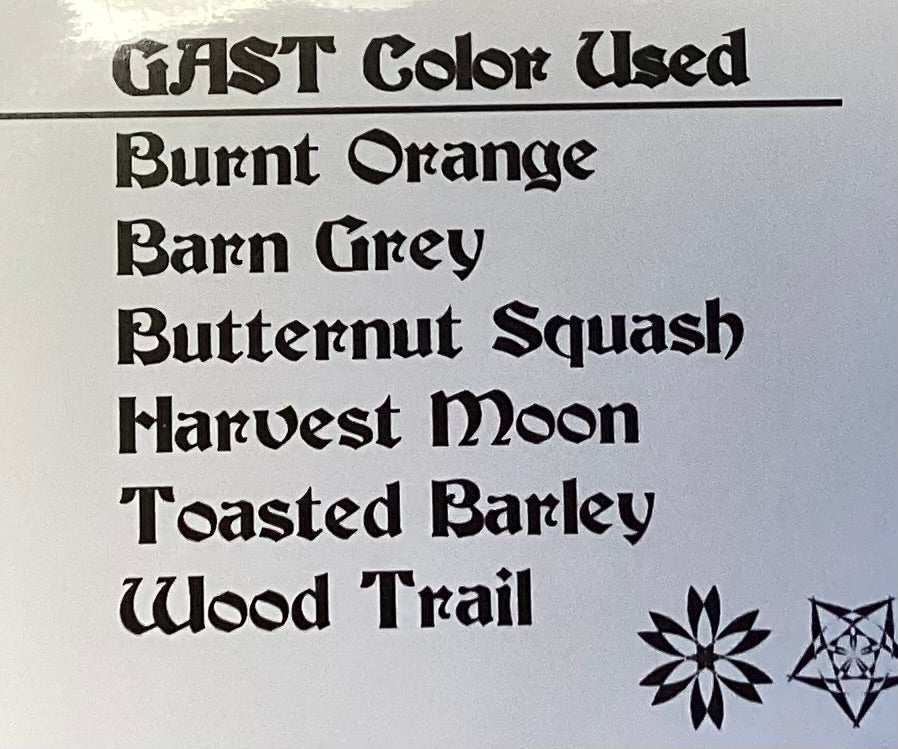 GAST Color Used
Burnt Orange
Barn Grey
Butternut Squash
Harvest Moon
Toasted Barley
Wood Trail